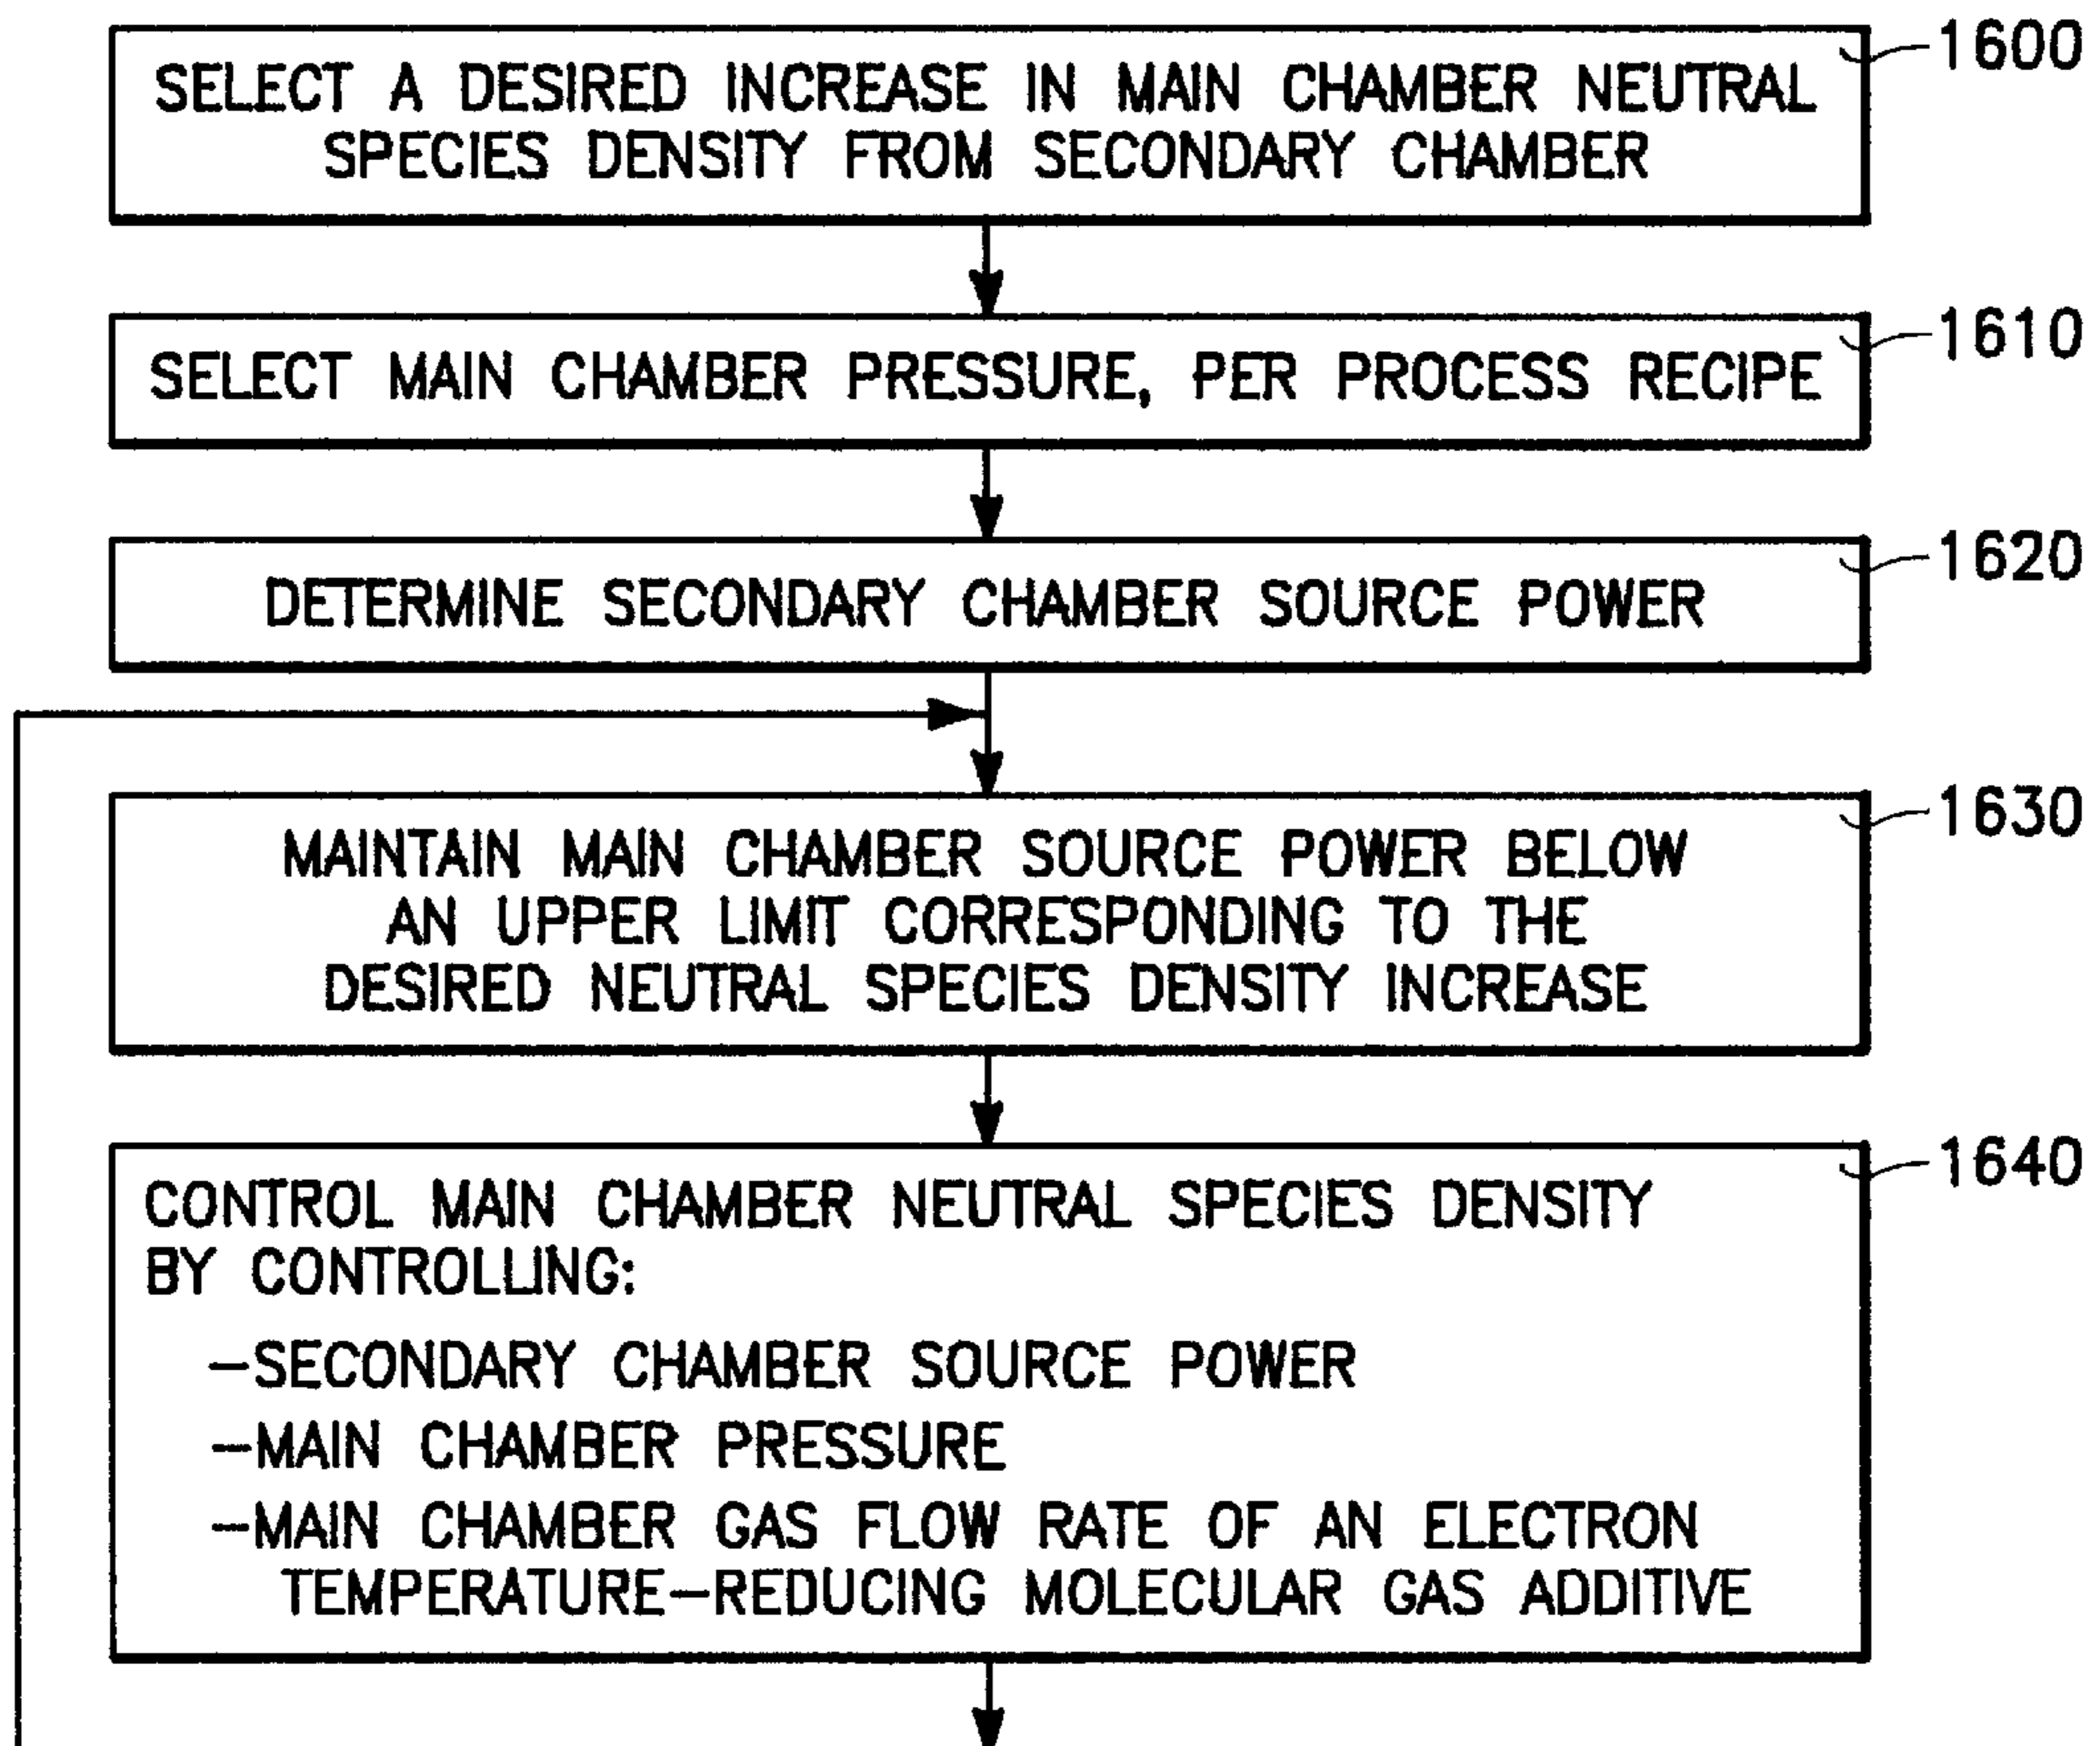 1600
SELECT A DESIRED INCREASE IN MAIN CHAMBER NEUTRAL
SPECIES DENSITY FROM SECONDARY CHAMBER
1610
SELECT MAIN CHAMBER PRESSURE, PER PROCESS RECIPE
1620
DETERMINE SECONDARY CHAMBER SOURCE POWER
1630
MAINTAIN MAIN CHAMBER SOURCE POWER BELOW
AN UPPER LIMIT CORRESPONDING TO THE
DESIRED NEUTRAL SPECIES DENSITY INCREASE
1640
CONTROL MAIN CHAMBER NEUTRAL SPECIES DENSITY
BY CONTROLLING:
-SECONDARY CHAMBER SOURCE POWER
-MAIN CHAMBER PRESSURE
-MAIN CHAMBER GAS FLOW RATE OF AN ELECTRON
TEMPERATURE-REDUCING MOLECULAR GAS ADDITIVE